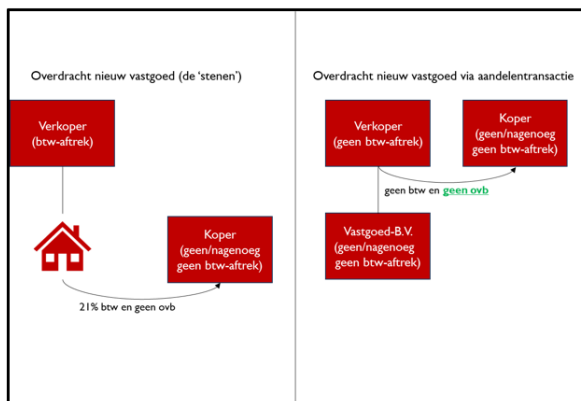 Overdracht nieuw vastgoed (de ‘stenen’)
Verkoper
(btw-aftrek)
Koper
(geen/nagenoeg
geen btw-aftrek)
21% btw en geen ovb
Overdracht nieuw vastgoed via aandelentransactie
Verkoper
(geen btw-aftrek)
Koper
(geen/nagenoeg
geen btw-aftrek)
geen btw en geen ovb
Vastgoed-B.V.
(geen/nagenoeg
geen btw-aftrek)